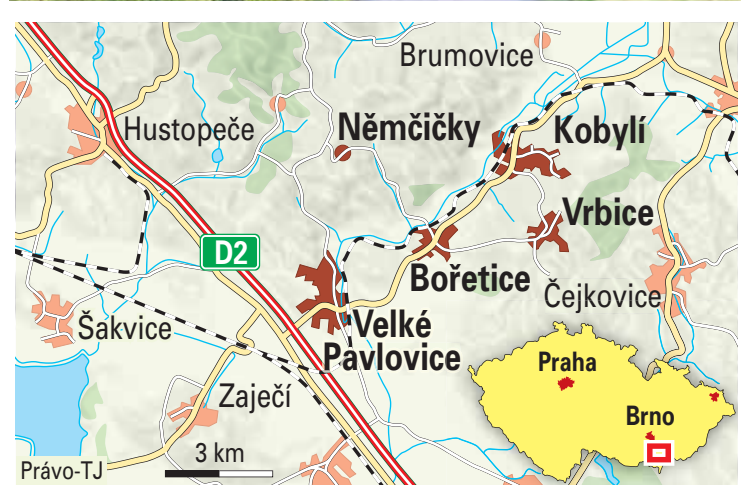 Brumovice
Hustopeče
Němčičky
Kobylí
Vrbice
D2
Bořetice
Čejkovice
Šakvice
Velké
Pavlovice
Praha
Zaječí
Brno
3 km
Právo-TJ